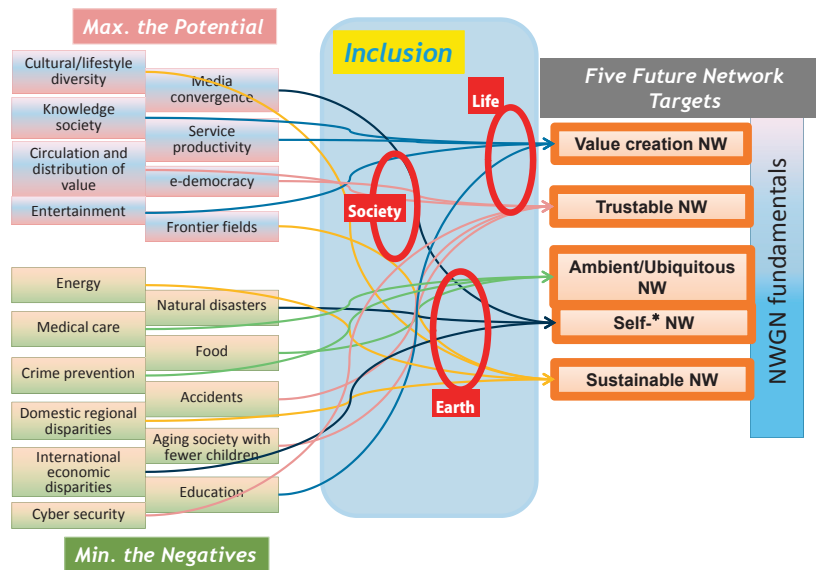 Max. the Potential
Cultural/lifestyle
diversity
Media
convergence
Knowledge
society
Service
productivity
Circulation and
distribution of
value
e-democracy
Entertainment
Frontier fields
Energy
Natural disasters
Medical care
Food
Crime prevention
Accidents
Domestic regional
disparities
Aging society with
fewer children
International
economic
disparities
Education
Cyber security
Min. the Negatives
Inclusion
Life
Society
Earth
Five Future Network
Targets
Value creation NW
Trustable NW
Ambient/Ubiquitous
NW
Self-* NW
Sustainable NW
NWGN fundamentals